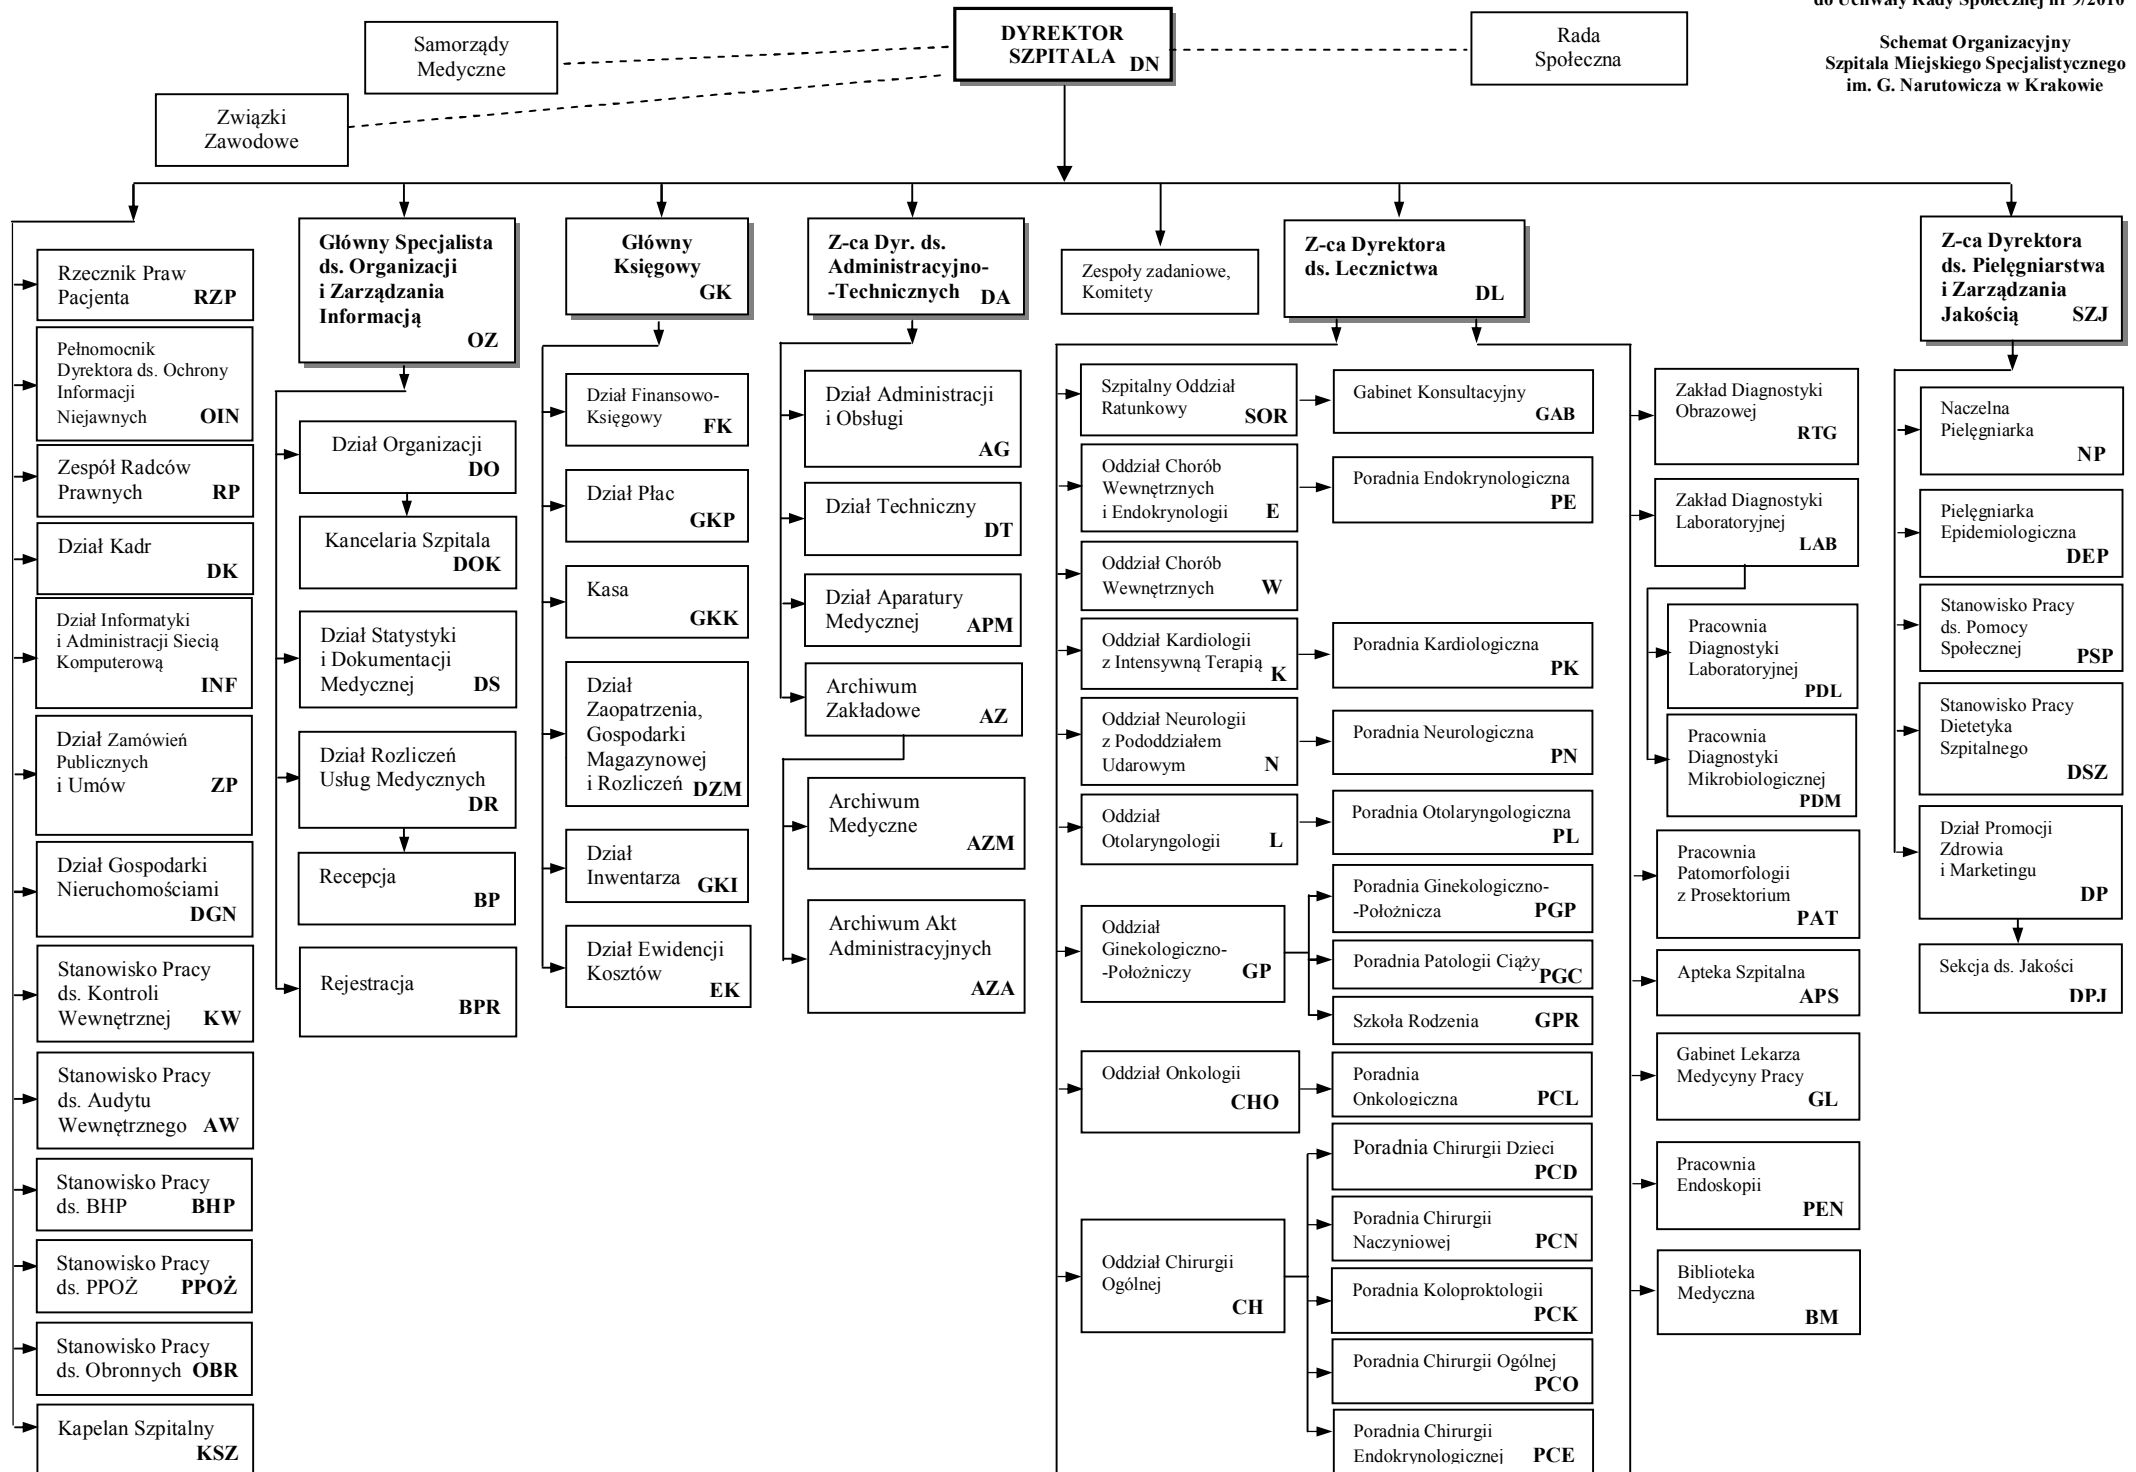 do Uchwały Rady Społecznej nr 9/2010
Schemat Organizacyjny
Szpitala Miejskiego Specjalistycznego
im. G. Narutowicza w Krakowie
DYREKTOR
SZPITALA DN
Samorządy
Medyczne
Rada
Społeczna
Związki
Zawodowe
Rzecznik Praw
Pacjenta RZP
Pełnomocnik
Dyrektora ds. Ochrony
Informacji
Niejawnych OIN
Zespół Radców
Prawnych RP
Dział Kadr
DK
Dział Informatyki
i Administracji Siecią
Komputerową
INF
Dział Zamówień
Publicznych
i Umów ZP
Dział Gospodarki
Nieruchomościami
DGN
Stanowisko Pracy
ds. Kontroli
Wewnętrznej KW
Stanowisko Pracy
ds. Audytu
Wewnętrznego AW
Stanowisko Pracy
ds. BHP BHP
Stanowisko Pracy
ds. PPOŻ PPOŻ
Stanowisko Pracy
ds. Obronnych OBR
Kapelan Szpitalny
KSZ
Główny Specjalista
ds. Organizacji
i Zarządzania
Informacją
OZ
Dział Organizacji
DO
Kancelaria Szpitala
DOK
Dział Statystyki
i Dokumentacji
Medycznej DS
Dział Rozliczeń
Usług Medycznych
DR
Recepcja
BP
Rejestracja
BPR
Główny
Księgowy
GK
Dział Finansowo-
Księgowy
FK
Dział Płac
GKP
Kasa
GKK
Dział
Zaopatrzenia,
Gospodarki
Magazynowej
i Rozliczeń DZM
Dział
Inwentarza GKI
Dział Ewidencji
Kosztów
EK
Z-ca Dyr. ds.
Administracyjno-
-Technicznych DA
Dział Administracji
i Obsługi
AG
Dział Techniczny
DT
Dział Aparatury
Medycznej APM
Archiwum
Zakładowe AZ
Archiwum
Medyczne
AZM
Archiwum Akt
Administracyjnych
AZA
Zespoły zadaniowe,
Komitety
Z-ca Dyrektora
ds. Lecznictwa
DL
Szpitalny Oddział
Ratunkowy SOR
Gabinet Konsultacyjny
GAB
Oddział Chorób
Wewnętrznych
i Endokrynologii E
Poradnia Endokrynologiczna
PE
Oddział Chorób
Wewnętrznych W
Oddział Kardiologii
z Intensywną Terapią K
Poradnia Kardiologiczna
PK
Oddział Neurologii
z Pododdziałem
Udarowym N
Poradnia Neurologiczna
PN
Oddział
Otolaryngologii L
Poradnia Otolaryngologiczna
PL
Oddział
Ginekologiczno-
-Położniczy GP
Poradnia Ginekologiczno-
-Położnicza PGP
Poradnia Patologii Ciąży PGC
Szkoła Rodzenia GPR
Oddział Onkologii
CHO
Poradnia
Onkologiczna PCL
Oddział Chirurgii
Ogólnej
CH
Poradnia Chirurgii Dzieci
PCD
Poradnia Chirurgii
Naczyniowej PCN
Poradnia Koloproktologii
PCK
Poradnia Chirurgii Ogólnej
PCO
Poradnia Chirurgii
Endokrynologicznej PCE
Zakład Diagnostyki
Obrazowej
RTG
Zakład Diagnostyki
Laboratoryjnej
LAB
Pracownia
Diagnostyki
Laboratoryjnej
PDL
Pracownia
Diagnostyki
Mikrobiologicznej
PDM
Pracownia
Patomorfologii
z Prosektorium
PAT
Apteka Szpitalna
APS
Gabinet Lekarza
Medycyny Pracy
GL
Pracownia
Endoskopii
PEN
Biblioteka
Medyczna
BM
Z-ca Dyrektora
ds. Pielęgniarstwa
i Zarządzania
Jakością SZJ
Naczelna
Pielęgniarka
NP
Pielęgniarka
Epidemiologiczna
DEP
Stanowisko Pracy
ds. Pomocy
Społecznej PSP
Stanowisko Pracy
Dietetyka
Szpitalnego
DSZ
Dział Promocji
Zdrowia
i Marketingu
DP
Sekcja ds. Jakości
DPJ